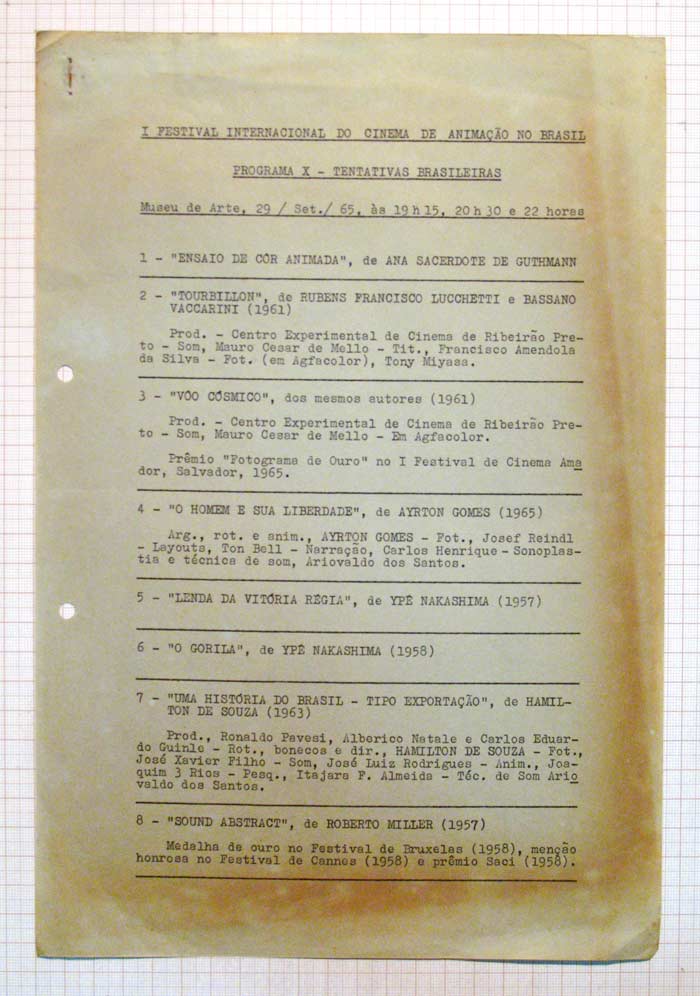 I FESTIVAL INTERNACIONAL DO CINEMA DE ANIMAÇÃO NO BRASIL
PROGRAMA X - TENTATIVAS BRASILEIRAS
Museu de Arte, 29 / Set./ 65, às 19 h 15, 20 h 30 e 22 horas
1 - "ENSAIO DE CÔR ANIMADA", de ANA SACERDOTE DE GUTHMANN
2 - "TOURBILLON", de RUBENS FRANCISCO LUCCHETTI e BASSANO
VACCARINI (1961)
Prod. - Centro Experimental de Cinema de Ribeirão Pre-
to - Som, Mauro Cesar de Mello - Tit., Francisco Amendola
da Silva - Fot. (em Agfacolor), Tony Miyasa.
3 - "VÔO CÓSMICO", dos mesmos autores (1961)
Prod. - Centro Experimental de Cinema de Ribeirão Pre-
to - Som, Mauro Cesar de Mello - Em Agfacolor.
Prêmio "Fotograma de Ouro" no I Festival de Cinema Ama
dor, Salvador, 1965.
4 - "O HOMEM E SUA LIBERDADE", de AYRTON GOMES (1965)
Arg., rot. e anim., AYRTON GOMES - Fot., Josef Reindl
- Layouts, Ton Bell - Narração, Carlos Henrique - Sonoplas-
tia e técnica de som, Ariovaldo dos Santos.
5 - "LENDA DA VITÓRIA RÉGIA", de YPÊ NAKASHIMA (1957)
6 - "O GORILA", de YPÊ NAKASHIMA (1958)
7 - "UMA HISTÓRIA DO BRASIL - TIPO EXPORTAÇÃO", de HAMIL-
TON DE SOUZA (1963)
Prod., Ronaldo Pavesi, Alberico Natale e Carlos Eduar-
do Guinle - Rot., bonecos e dir., HAMILTON DE SOUZA - Fot.,
José Xavier Filho - Som, José Luiz Rodrigues - Anim., Joa-
quim 3 Rios - Pesq., Itajara F. Almeida - Téc. de Som Ario
valdo dos Santos.
8 - "SOUND ABSTRACT", de ROBERTO MILLER (1957)
Medalha de ouro no Festival de Bruxelas (1958), menção
honrosa no Festival de Cannes (1958) e prêmio Saci (1958).